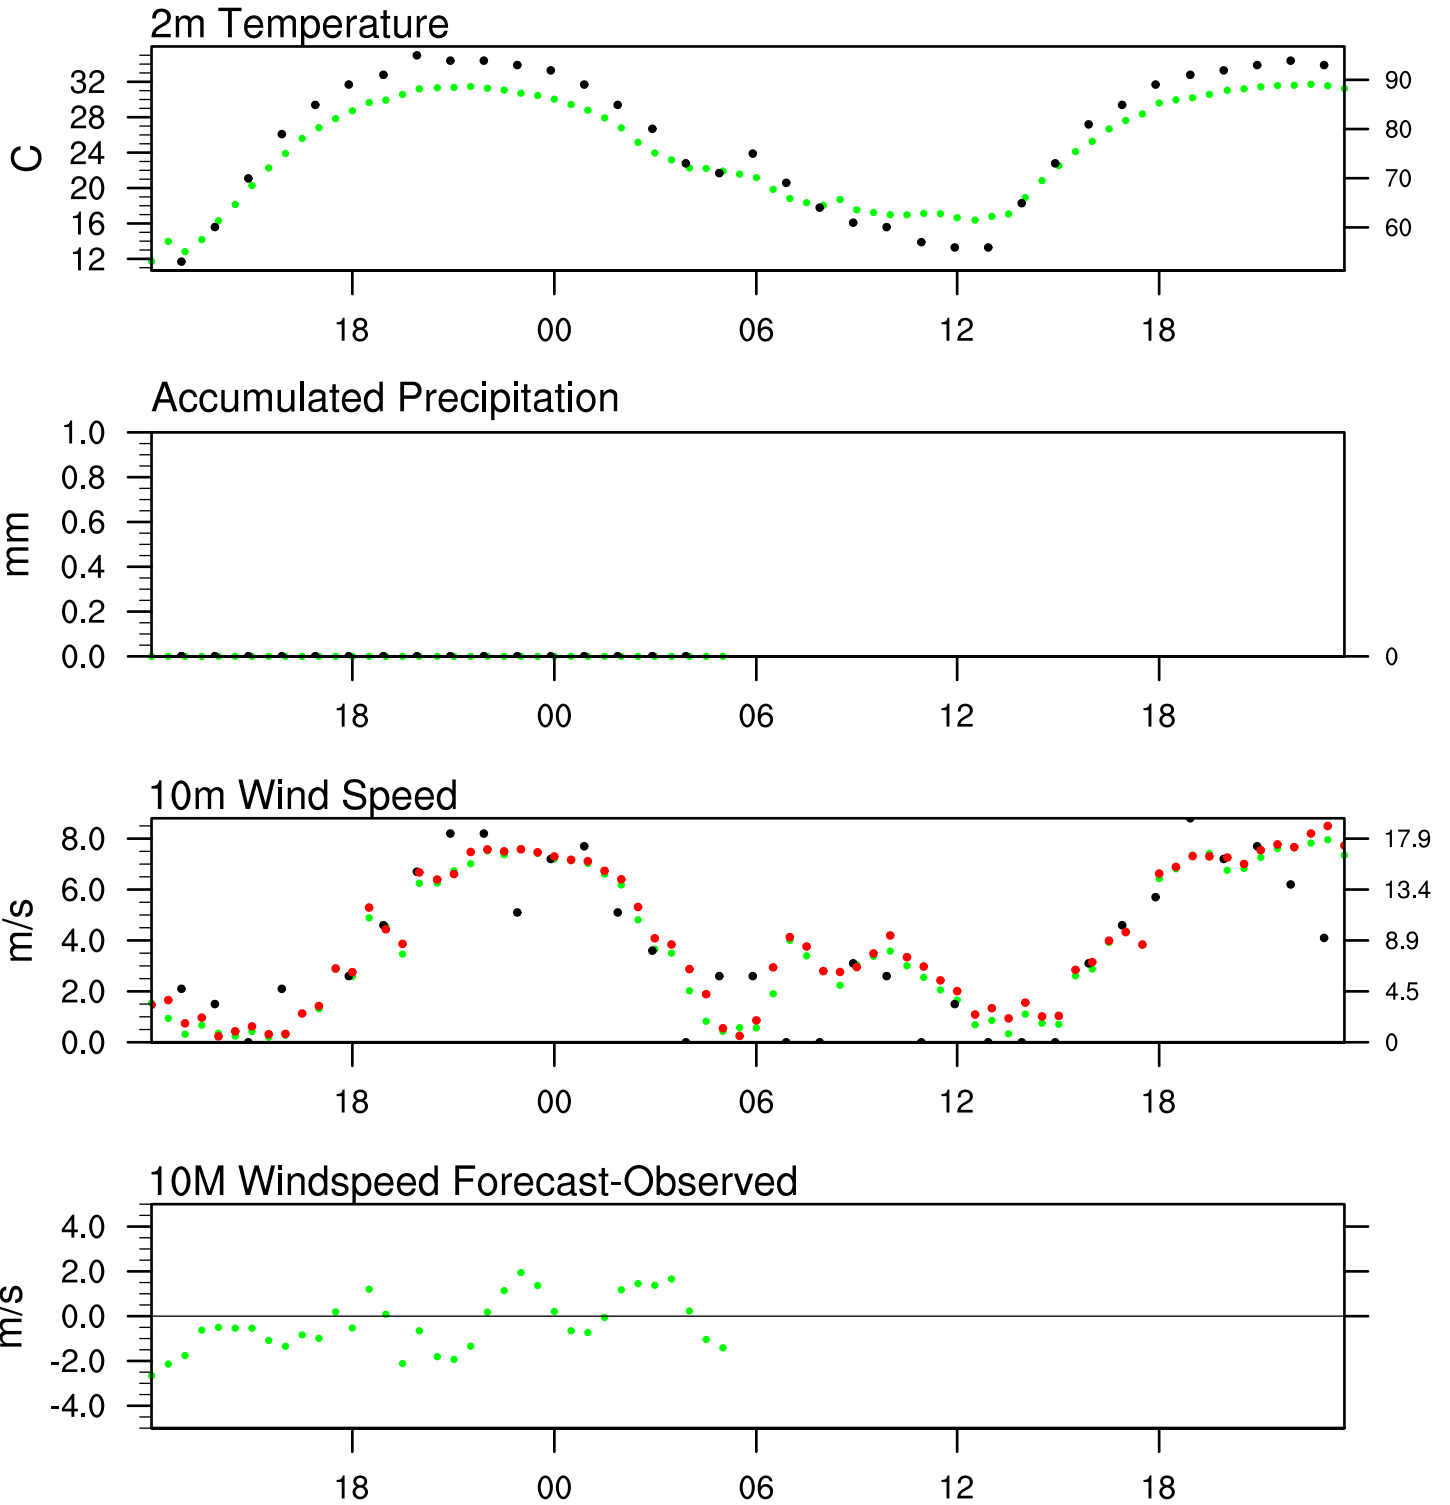 2m Temperature
C
32
28
24
20
16
12
90
80
70
60
18 00 06 12 18
Accumulated Precipitation
mm
1.0
0.8
0.6
0.4
0.2
0.0
0
18 00 06 12 18
10m Wind Speed
m/s
8.0
6.0
4.0
2.0
0.0
17.9
13.4
8.9
4.5
0
18 00 06 12 18
10M Windspeed Forecast-Observed
m/s
4.0
2.0
0.0
-2.0
-4.0
18 00 06 12 18